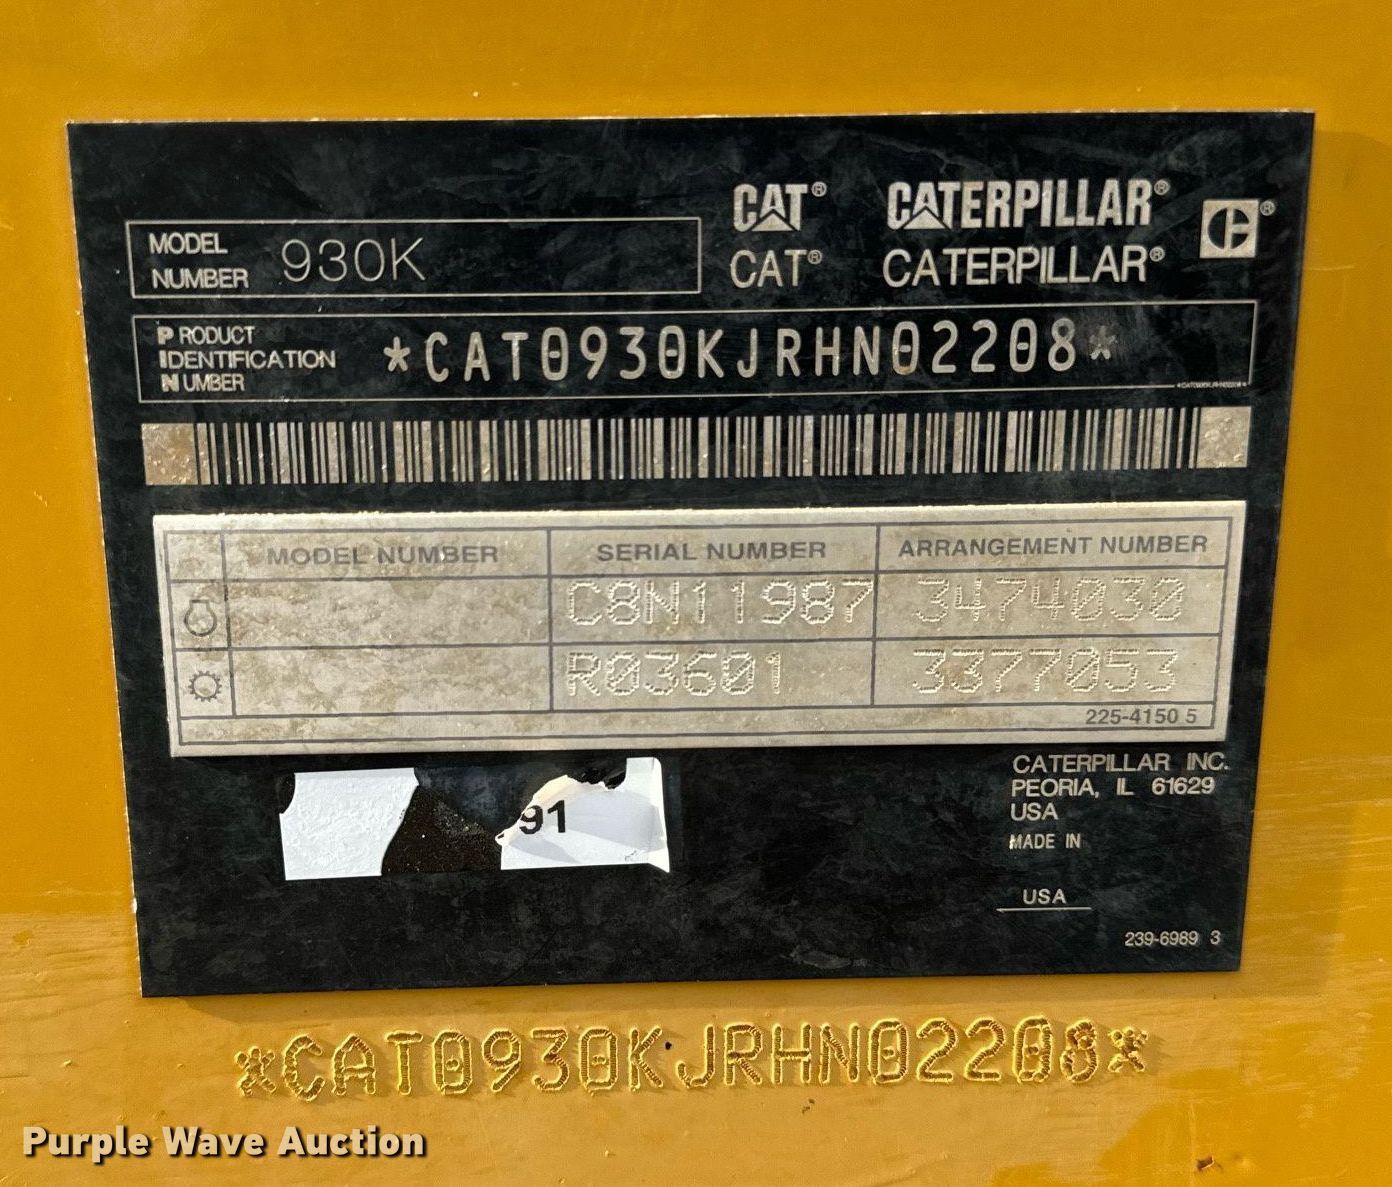 CAT® CATERPILLAR®
CAT® CATERPILLAR® ®
MODEL
NUMBER 930K
PRODUCT
IDENTIFICATION
NUMBER
*CAT0930KJRHN02208*
MODEL NUMBER SERIAL NUMBER ARRANGEMENT NUMBER
C8N11987 3474030
R03601 3377053
225-4150 5
91
CATERPILLAR INC.
PEORIA, IL 61629
USA
MADE IN
USA
239-6989 3
*CAT0930KJRHN02208*
Purple Wave Auction